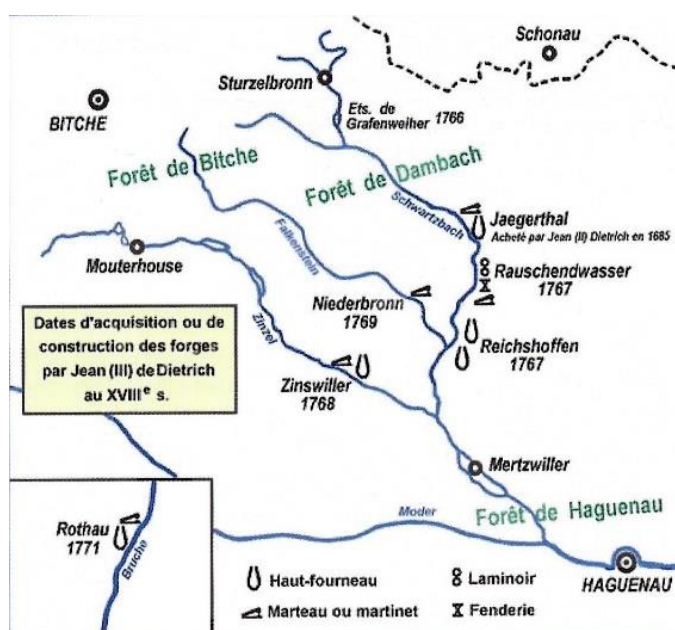 Schonau
Sturzelbronn
BITCHE
Ets. de
Grafenweiher 1766
Forêt de Bitche
Forêt de Dambach
Schwartzbach
Jaegerthal
Acheté par Jean (II) Dietrich en 1685
Falkenstein
Mouterhouse
Rauschendwasser
1767
Niederbronn
1769
Zinzel
Reichshoffen
1767
Dates d'acquisition ou de
construction des forges
par Jean (III) de Dietrich
au XVIIIe s.
Zinswiller
1768
Mertzwiller
Forêt de Haguenau
Moder
Rothau
1771
Bruche
HAGUENAU
Haut-fourneau
Laminoir
Marteau ou martinet
Fenderie